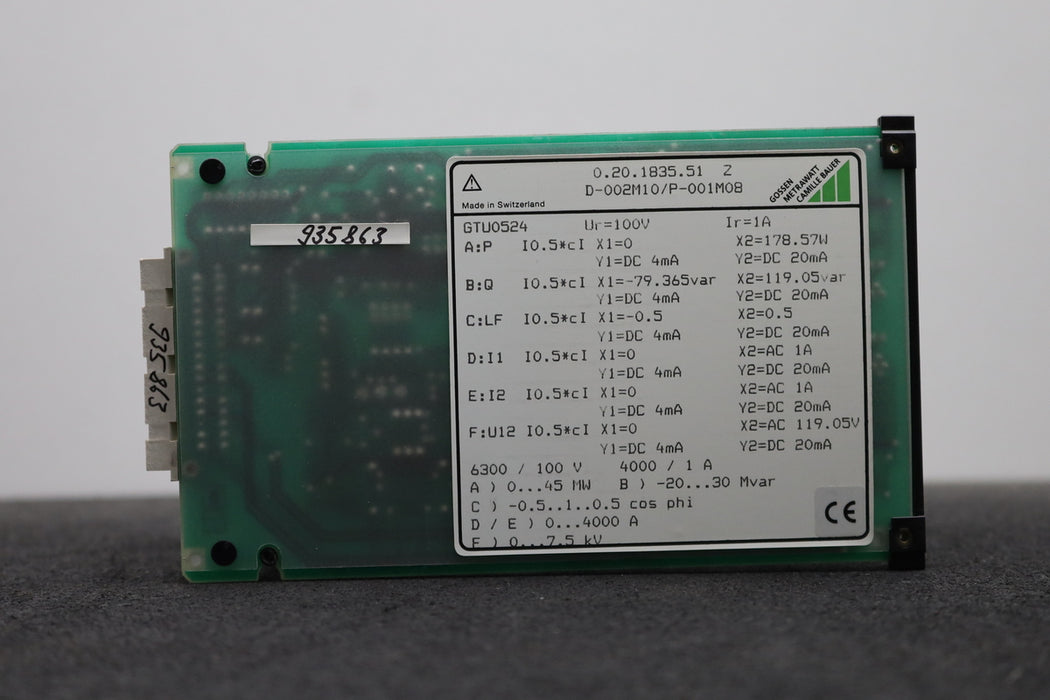 0.20.1835.51 Z
D-002M10/P-001M08
Made in Switzerland
GOSSEN
METRAWATT
CAMILLE BAUER
GTU0524 Ur=100V Ir=1A
A:P I0.5*cI X1=0 X2=178.57W
Y1=DC 4mA Y2=DC 20mA
B:Q I0.5*cI X1=-79.365var X2=119.05var
Y1=DC 4mA Y2=DC 20mA
C:LF I0.5*cI X1=-0.5 X2=0.5
Y1=DC 4mA Y2=DC 20mA
D:I1 I0.5*cI X1=0 X2=AC 1A
Y1=DC 4mA Y2=DC 20mA
E:I2 I0.5*cI X1=0 X2=AC 1A
Y1=DC 4mA Y2=DC 20mA
F:U12 I0.5*cI X1=0 X2=AC 119.05V
Y1=DC 4mA Y2=DC 20mA
6300 / 100 V 4000 / 1 A
A ) 0...45 MW B ) -20...30 Mvar
C ) -0.5..1..0.5 cos phi
D / E ) 0...4000 A
F ) 0...7.5 kV
CE
935863
935863